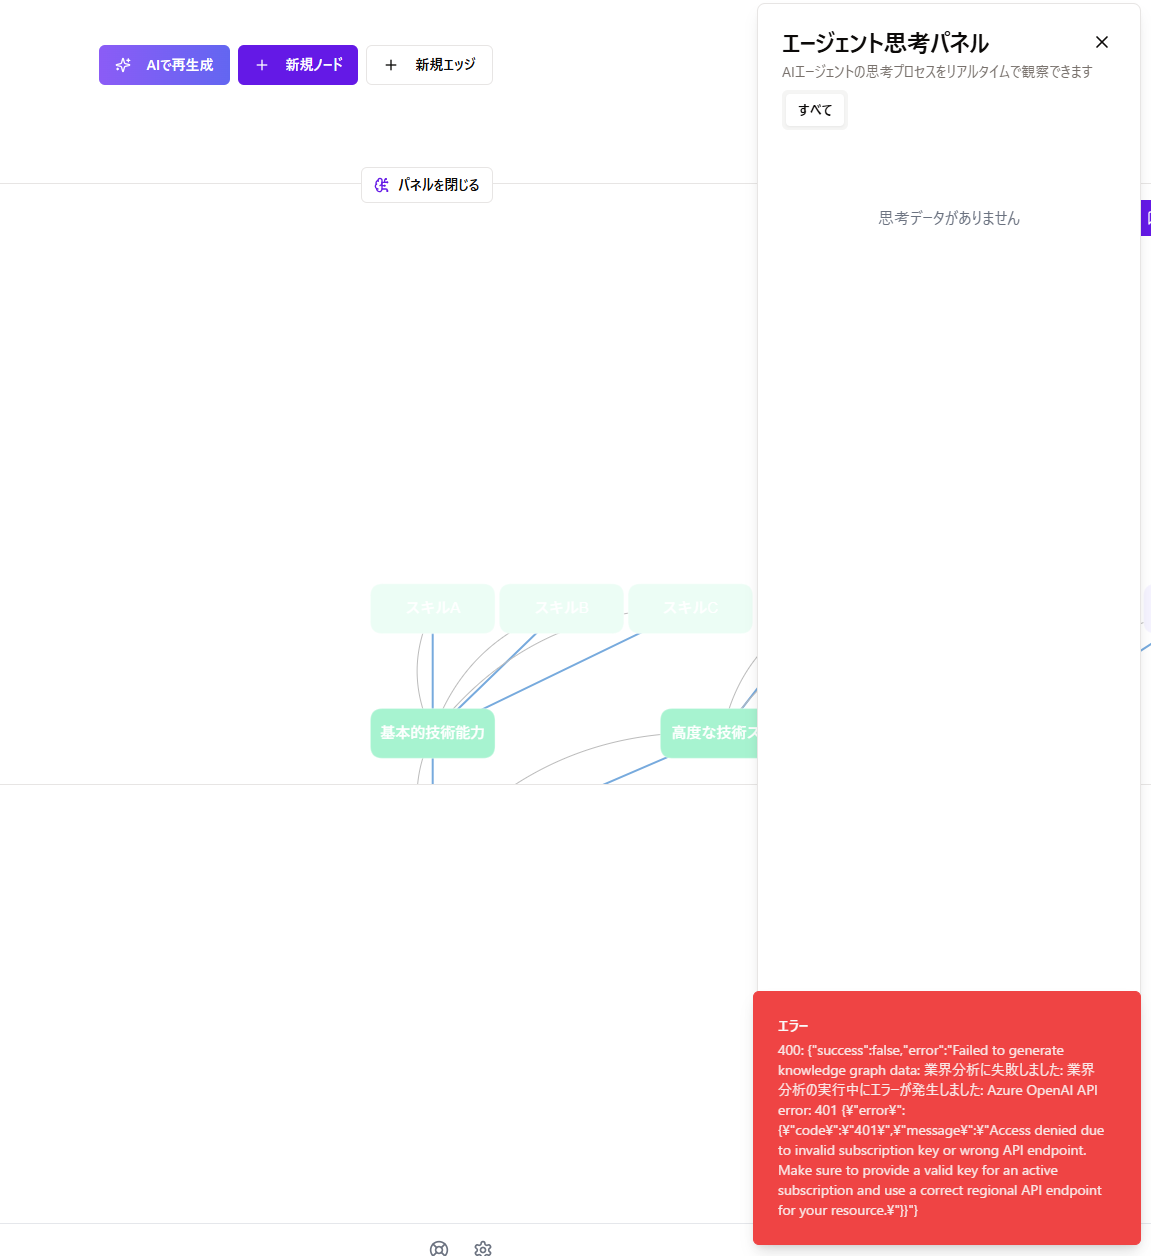 AIで再生成
新規ノード
新規エッジ
エージェント思考パネル
AIエージェントの思考プロセスをリアルタイムで観察できます
すべて
パネルを閉じる
思考データがありません
スキルA
スキルB
スキルC
基本的技術能力
高度な技術ス
エラー
400: {"success":false,"error":"Failed to generate
knowledge graph data: 業界分析に失敗しました: 業界
分析の実行中にエラーが発生しました: Azure OpenAI API
error: 401 {¥"error¥":
{¥"code¥":¥"401¥",¥"message¥":¥"Access denied due
to invalid subscription key or wrong API endpoint.
Make sure to provide a valid key for an active
subscription and use a correct regional API endpoint
for your resource.¥"}}"}